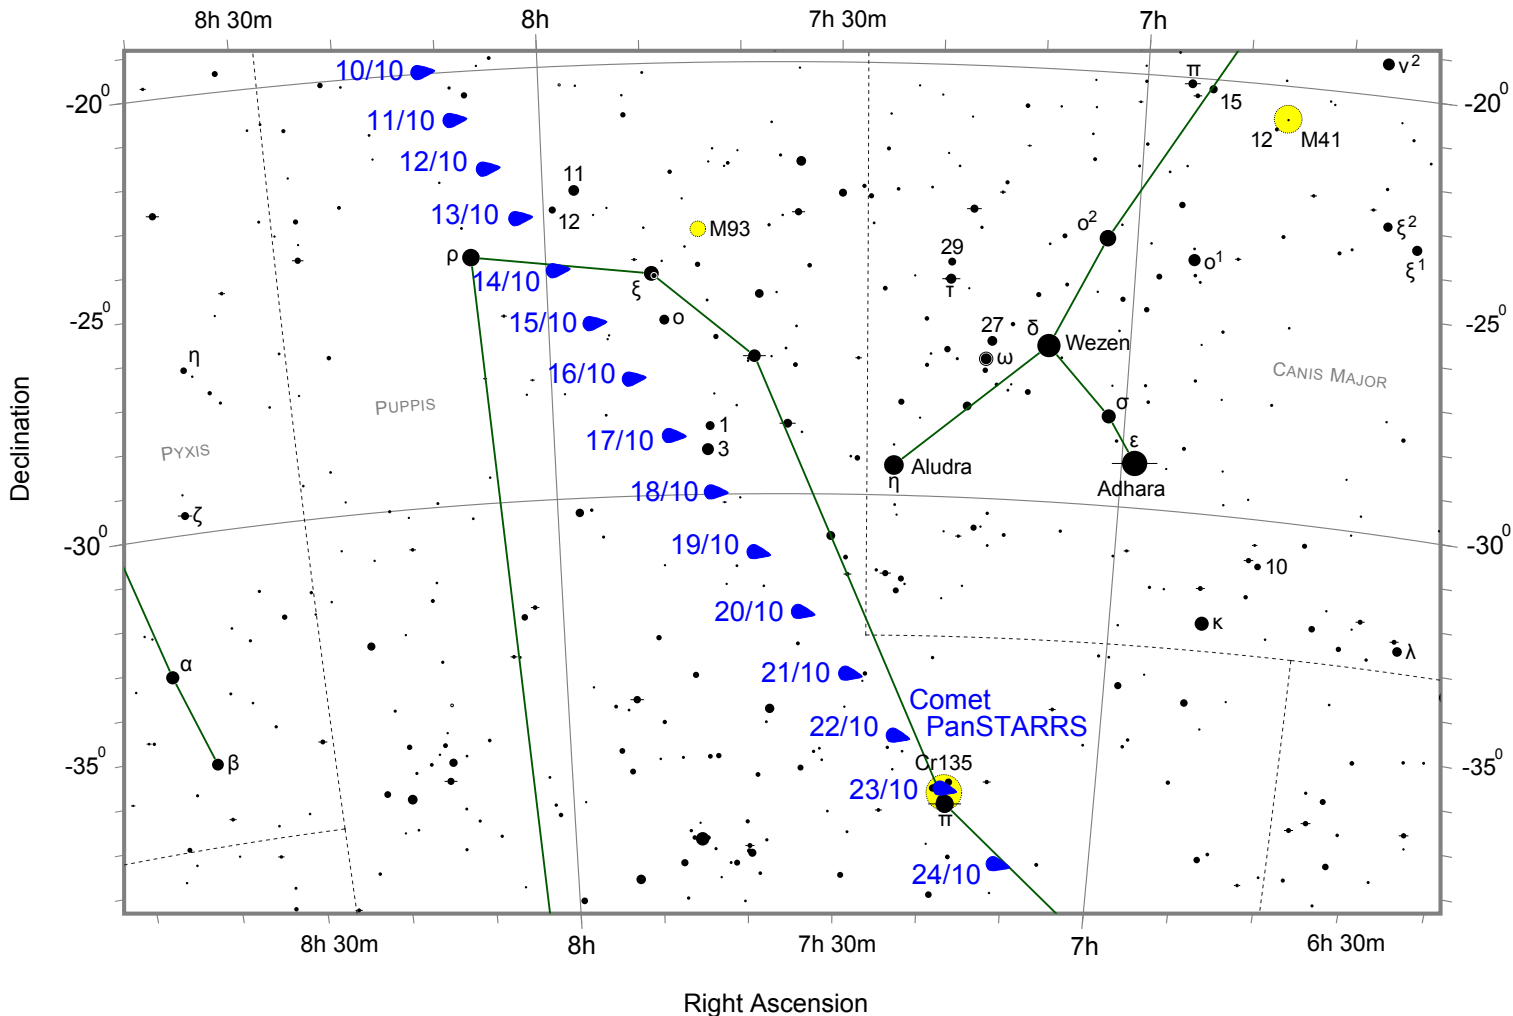 8h 30m 8h 7h 30m 7h
10/10 π ν²
-20⁰ 11/10 15 -20⁰
12/10 12 M41
11
13/10 12 M93 ο² ξ²
ρ 29 ο¹ ξ¹
14/10 ξ τ
15/10 ο 27 δ
-25⁰ Wezen -25⁰
η 16/10 ω
PUPPIS CANIS MAJOR
1 σ
17/10 3 ε
PYXIS Aludra
18/10 η Adhara
ζ
-30⁰ 19/10 -30⁰
10
20/10 κ
α λ
21/10
Comet
22/10 PanSTARRS
β Cr135
-35⁰ 23/10 -35⁰
π
24/10
8h 30m 8h 7h 30m 7h 6h 30m
Declination
Right Ascension